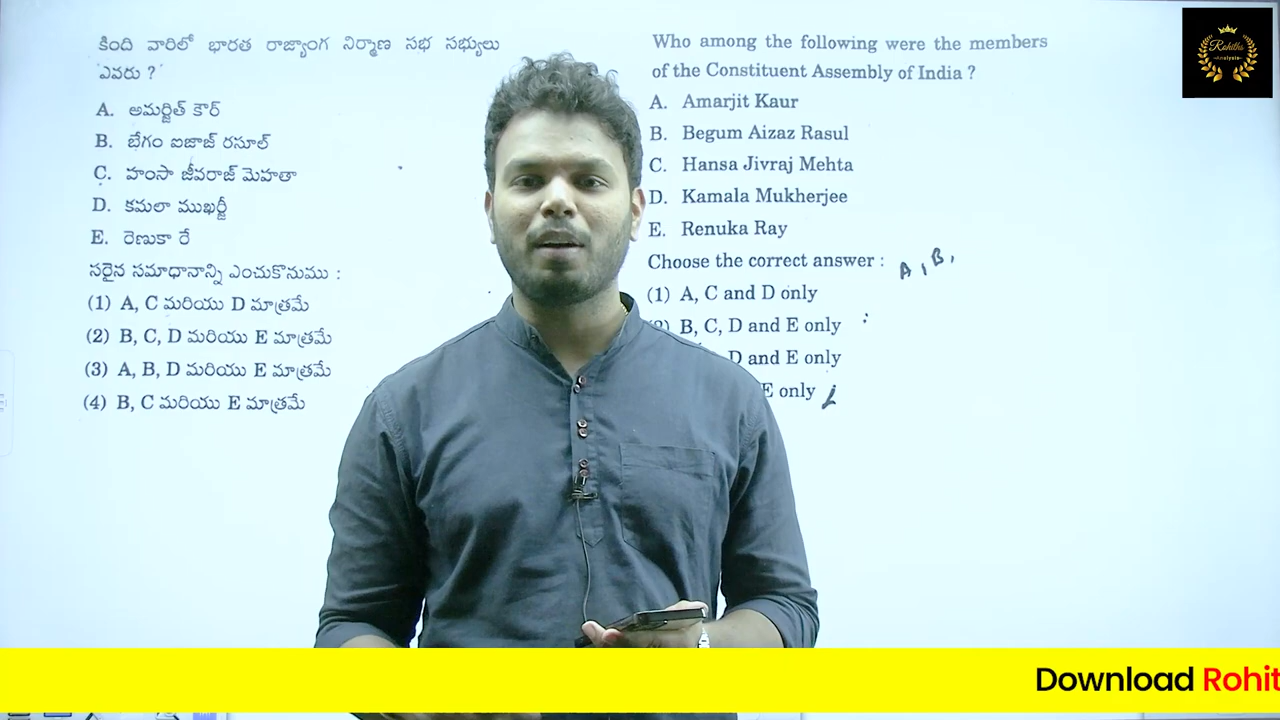 కింది వారిలో భారత రాజ్యాంగ నిర్మాణ సభ సభ్యులు
ఎవరు ?
A. అమర్జిత్ కౌర్
B. బేగం ఐజాజ్ రసూల్
C. హంసా జీవరాజ్ మెహతా
D. కమలా ముఖర్జీ
E. రెణుకా రే
సరైన సమాధానాన్ని ఎంచుకొనుము :
(1) A, C మరియు D మాత్రమే
(2) B, C, D మరియు E మాత్రమే
(3) A, B, D మరియు E మాత్రమే
(4) B, C మరియు E మాత్రమే
Who among the following were the members
of the Constituent Assembly of India ?
A. Amarjit Kaur
B. Begum Aizaz Rasul
C. Hansa Jivraj Mehta
D. Kamala Mukherjee
E. Renuka Ray
Choose the correct answer : A, B,
(1) A, C and D only
(2) B, C, D and E only
D and E only
E only
Rohiths
Analysis
Download Rohit